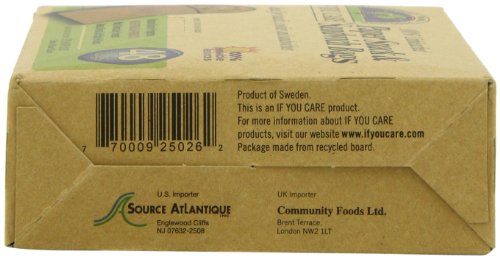 Sandwich Bags
Product of Sweden.
This is an IF YOU CARE product.
For more information about IF YOU CARE
products, visit our website www.ifyoucare.com
Package made from recycled board.
7 70009 25026 2
U.S. Importer
SOURCE ATLANTIQUE
Englewood Cliffs
NJ 07632-2508
UK Importer
Community Foods Ltd.
Brent Terrace
London NW2 1LT